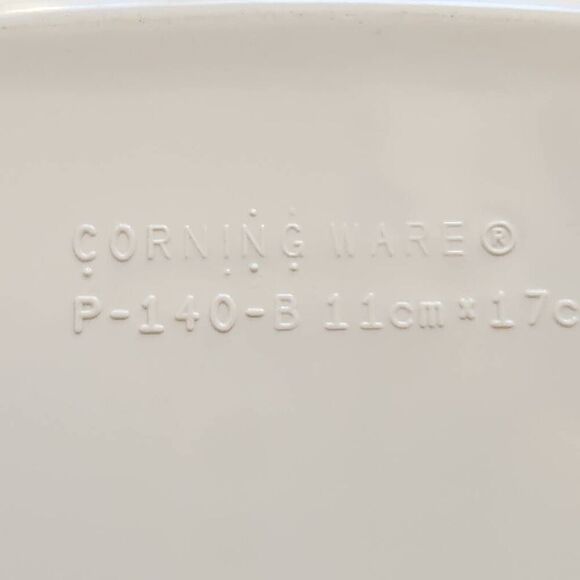 CORNING WARE®
P-140-B 11cm × 17c